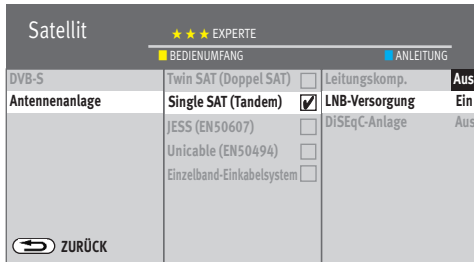 Satellit
EXPERTE
BEDIENUMFANG ANLEITUNG
DVB-S Twin SAT (Doppel SAT) Leitungskomp. Aus
Antennenanlage Single SAT (Tandem) LNB-Versorgung Ein
JESS (EN50607) DiSEqC-Anlage Aus
Unicable (EN50494)
Einzelband-Einkabelsystem
ZURÜCK